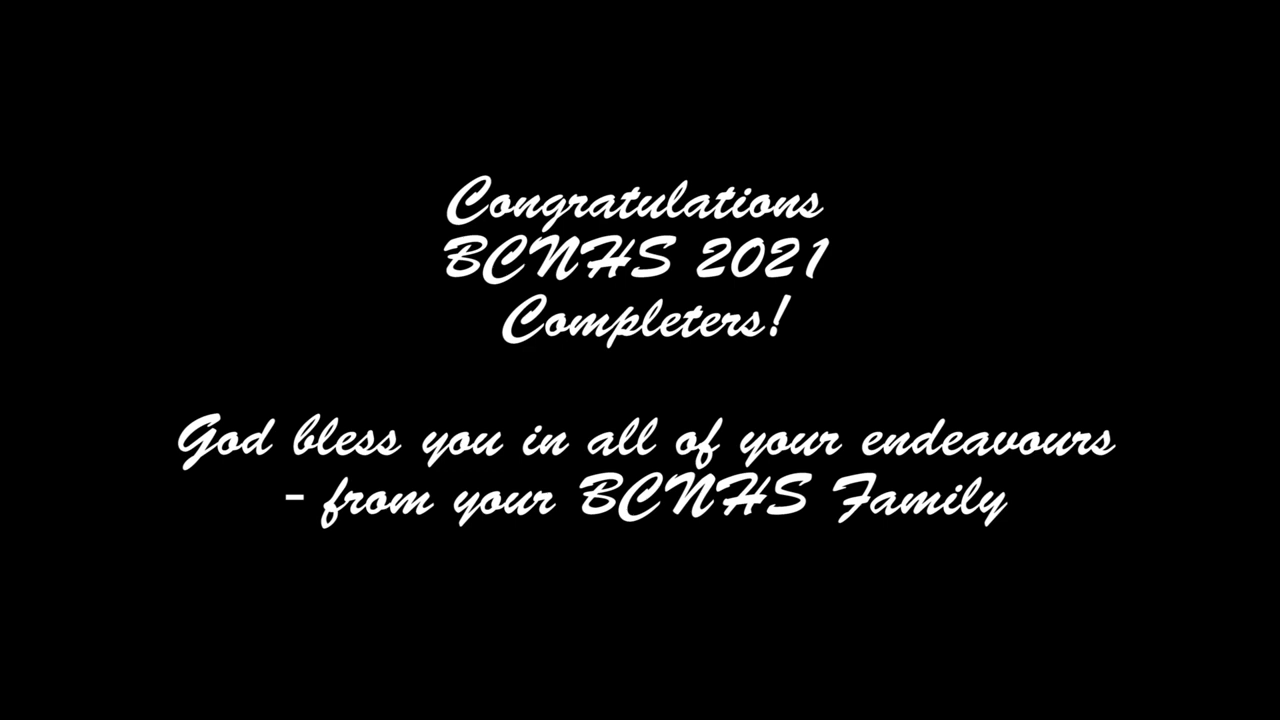 Congratulations
BCNHS 2021
Completers!
God bless you in all of your endeavours
- from your BCNHS Family